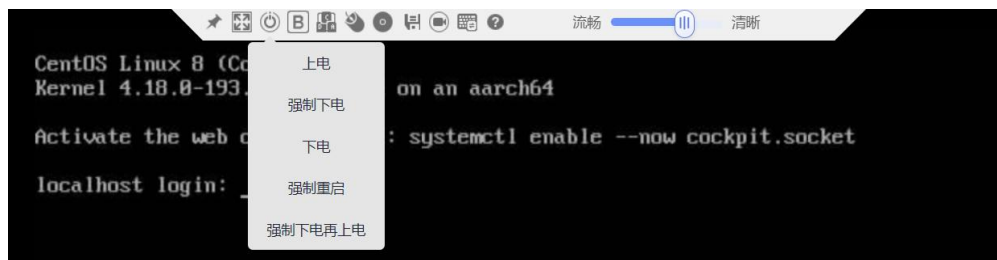 B
流畅 清晰
CentOS Linux 8 (Co
Kernel 4.18.0-193. on an aarch64
Activate the web c : systemctl enable --now cockpit.socket
localhost login: _
上电
强制下电
下电
强制重启
强制下电再上电